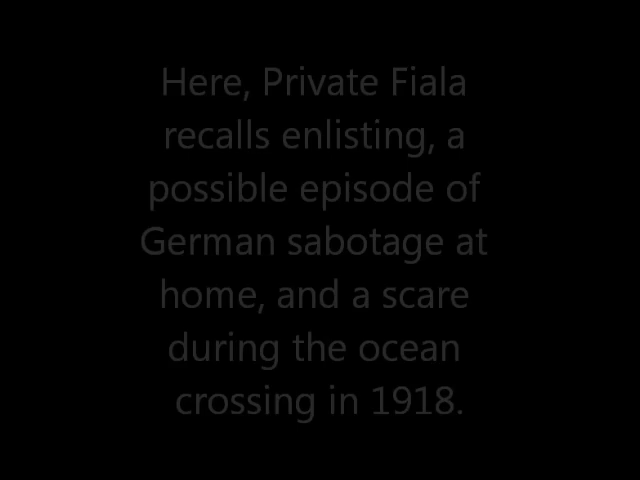 Here, Private Fiala
recalls enlisting, a
possible episode of
German sabotage at
home, and a scare
during the ocean
crossing in 1918.